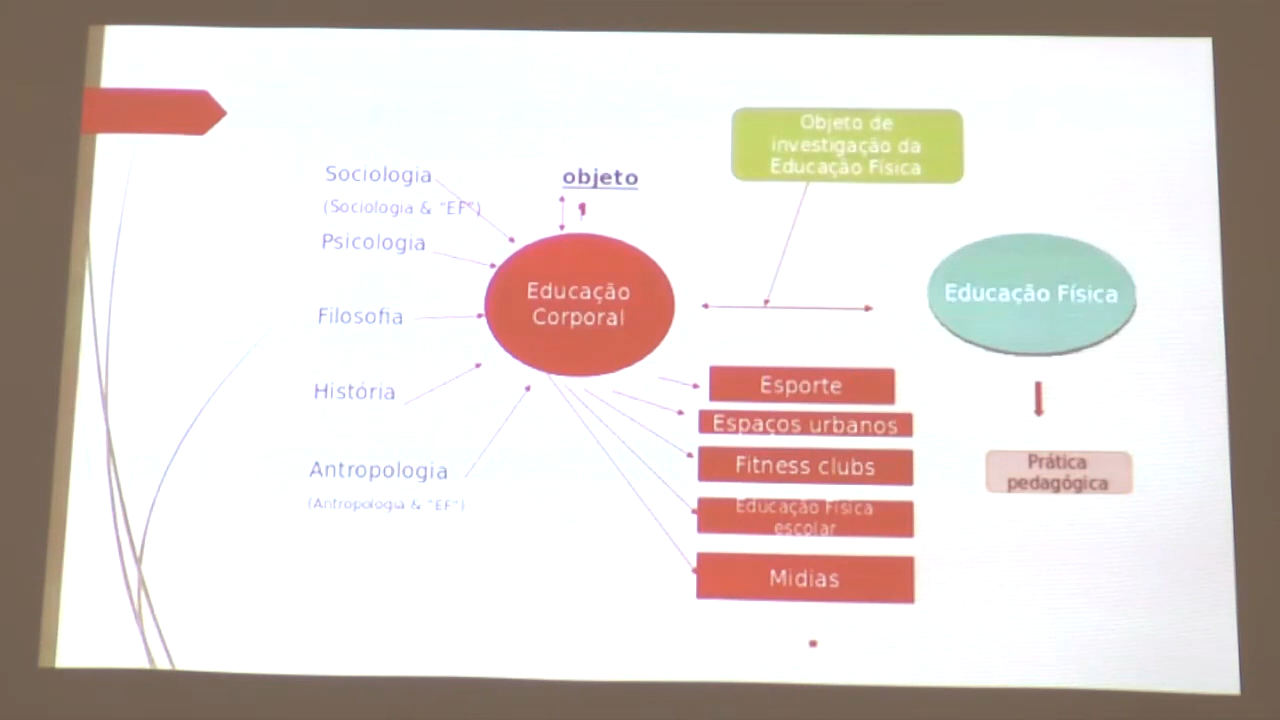 Objeto de
investigação da
Educação Física
Sociologia
objeto
(Sociologia & "EF")
Psicologia
Educação
Corporal
Educação Física
Filosofia
História
Esporte
Espaços urbanos
Antropologia
(Antropologia & "EF")
Fitness clubs
Prática
pedagógica
Educação Física
escolar
Midias